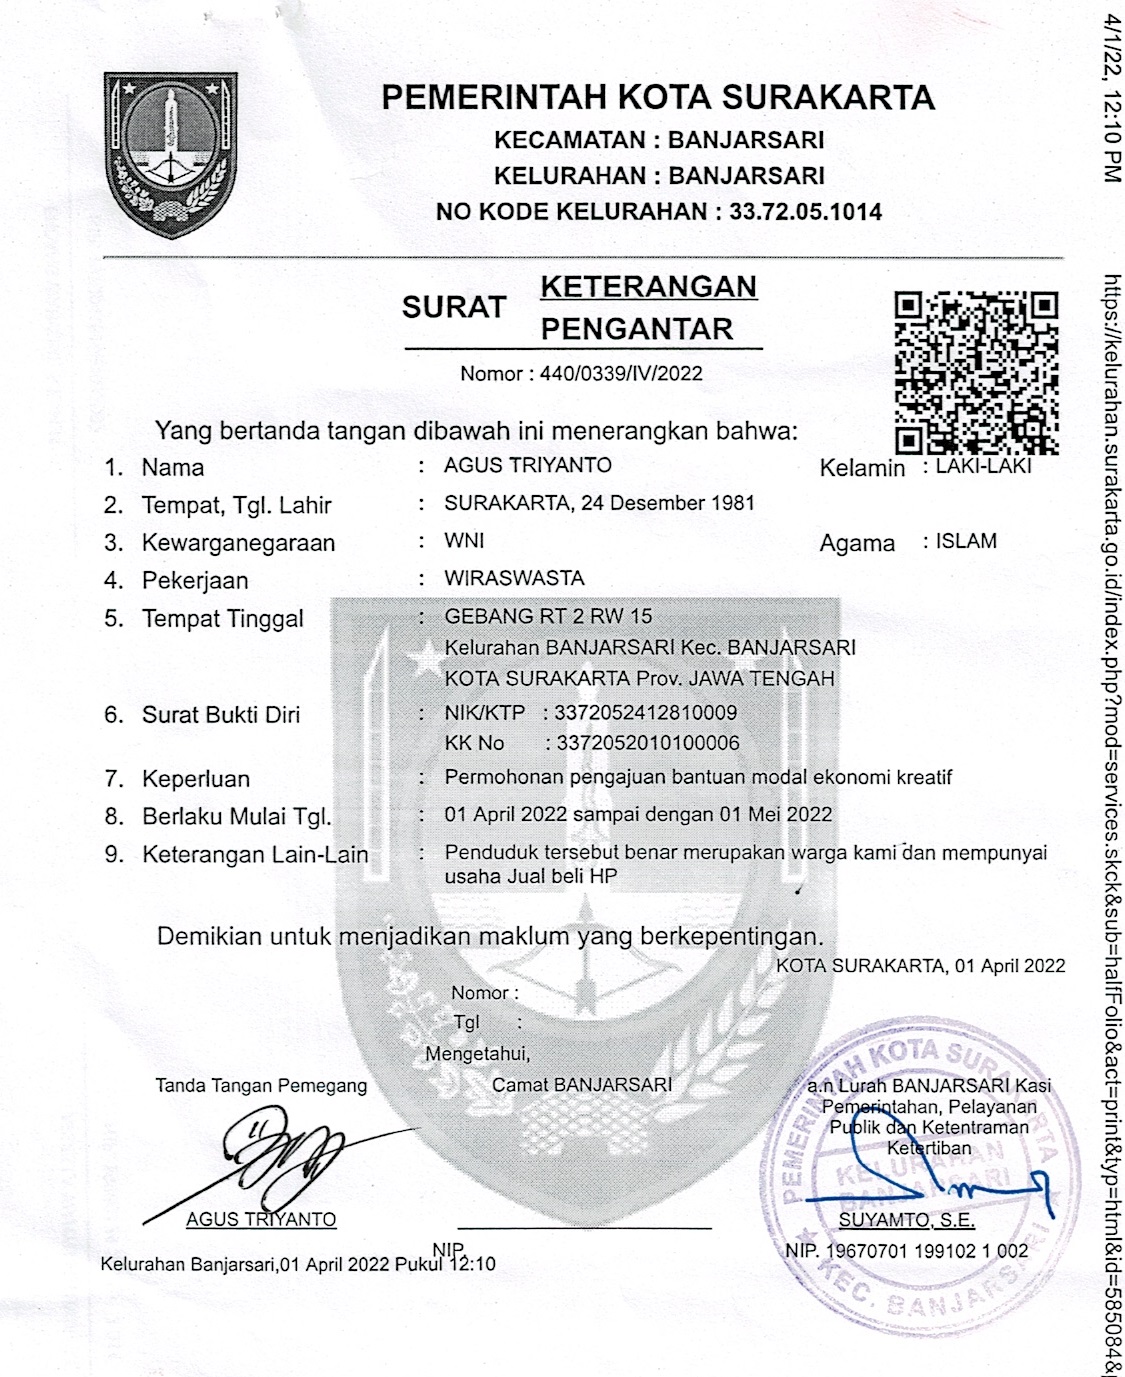 4/1/22, 12:10 PM
https://kelurahan.surakarta.go.id/index.php?mod=services.skck&sub=halfFolio&act=print&typ=html&id=585084&
PEMERINTAH KOTA SURAKARTA
KECAMATAN : BANJARSARI
KELURAHAN : BANJARSARI
NO KODE KELURAHAN : 33.72.05.1014
SURAT KETERANGAN
PENGANTAR
Nomor : 440/0339/IV/2022
Yang bertanda tangan dibawah ini menerangkan bahwa:
1. Nama : AGUS TRIYANTO Kelamin : LAKI-LAKI
2. Tempat, Tgl. Lahir : SURAKARTA, 24 Desember 1981
3. Kewarganegaraan : WNI Agama : ISLAM
4. Pekerjaan : WIRASWASTA
5. Tempat Tinggal : GEBANG RT 2 RW 15
Kelurahan BANJARSARI Kec. BANJARSARI
KOTA SURAKARTA Prov. JAWA TENGAH
6. Surat Bukti Diri : NIK/KTP : 3372052412810009
KK No : 3372052010100006
7. Keperluan : Permohonan pengajuan bantuan modal ekonomi kreatif
8. Berlaku Mulai Tgl. : 01 April 2022 sampai dengan 01 Mei 2022
9. Keterangan Lain-Lain : Penduduk tersebut benar merupakan warga kami dan mempunyai
usaha Jual beli HP
Demikian untuk menjadikan maklum yang berkepentingan.
KOTA SURAKARTA, 01 April 2022
Nomor :
Tgl :
Mengetahui,
Tanda Tangan Pemegang
Camat BANJARSARI
a.n Lurah BANJARSARI Kasi
Pemerintahan, Pelayanan
Publik dan Ketentraman
Ketertiban
PEMERINTAH KOTA SURAKARTA
KELURAHAN
BANJARSARI
KEC. BANJARSARI
AGUS TRIYANTO
SUYAMTO, S.E.
NIP.
NIP. 19670701 199102 1 002
Kelurahan Banjarsari,01 April 2022 Pukul 12:10